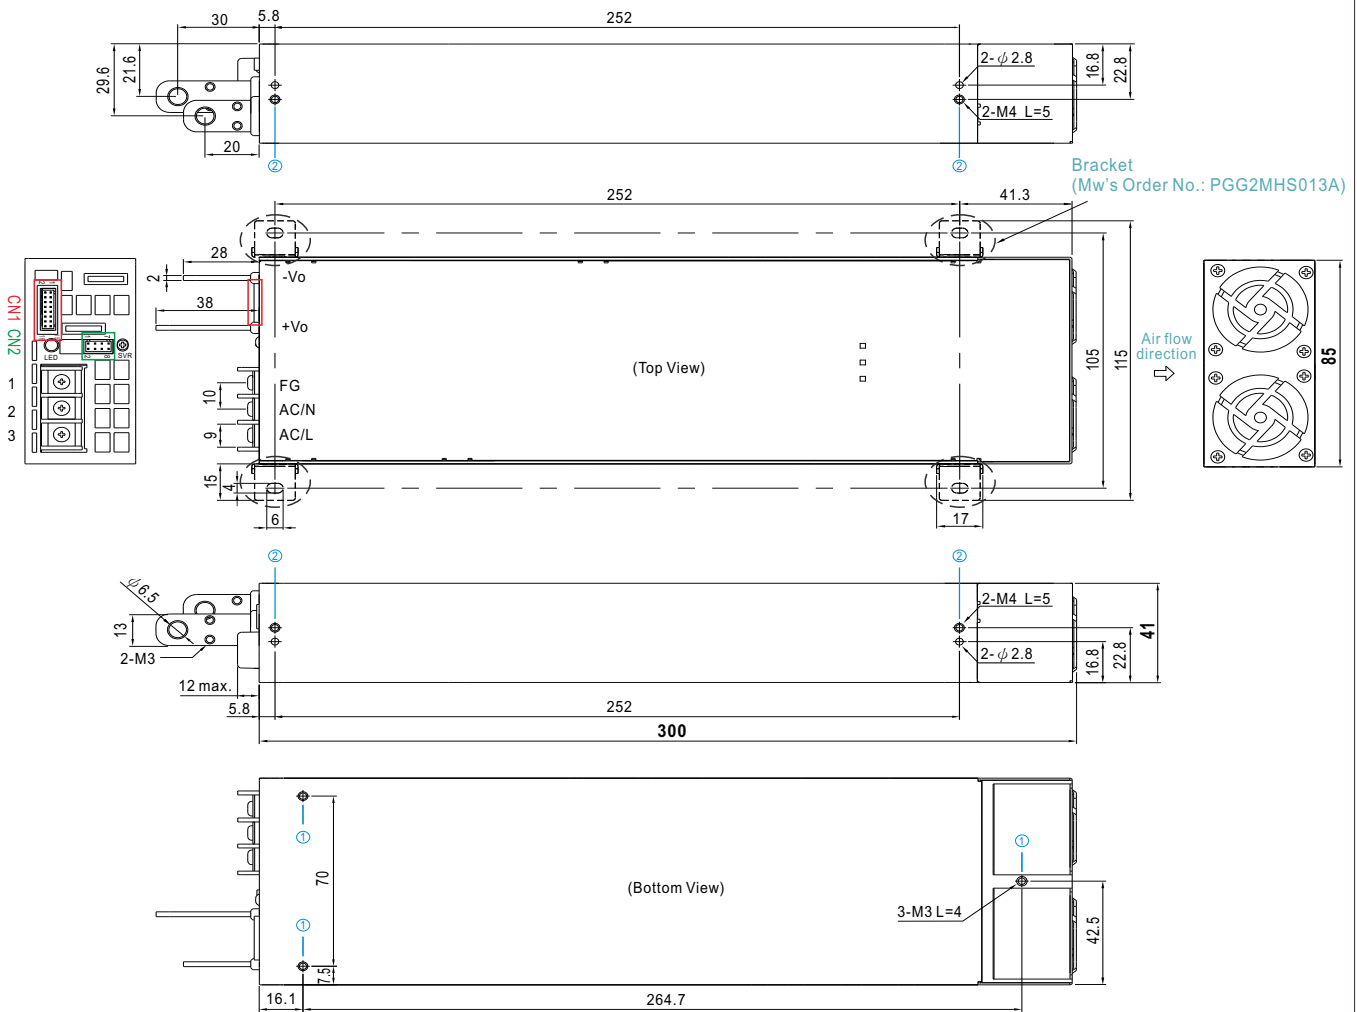 30
5.8
252
29.6
21.6
20
2-ϕ2.8
2-M4 L=5
16.8
22.8
②
②
Bracket
(Mw's Order No.: PGG2MHS013A)
252
41.3
28
2
38
-Vo
+Vo
(Top View)
FG
AC/N
AC/L
10
9
15
4
6
17
105
115
Air flow
direction
85
CN1 CN2
LED
SVR
1
2
3
②
②
ϕ6.5
13
2-M3
12 max.
5.8
252
300
2-M4 L=5
2-ϕ2.8
16.8
22.8
41
①
①
①
70
7.5
(Bottom View)
3-M3 L=4
42.5
16.1
264.7